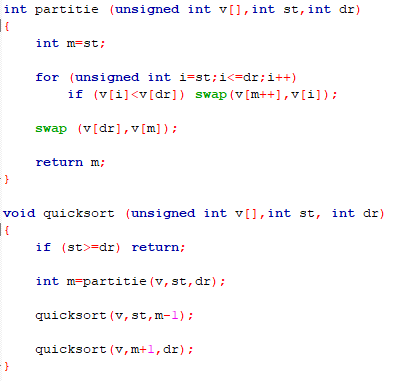 int partitie (unsigned int v[],int st,int dr)
{
    int m=st;
    for (unsigned int i=st;i<=dr;i++)
        if (v[i]<v[dr]) swap(v[m++],v[i]);
    swap (v[dr],v[m]);
    return m;
}
void quicksort (unsigned int v[],int st, int dr)
{
    if (st>=dr) return;
    int m=partitie(v,st,dr);
    quicksort(v,st,m-1);
    quicksort(v,m+1,dr);
}